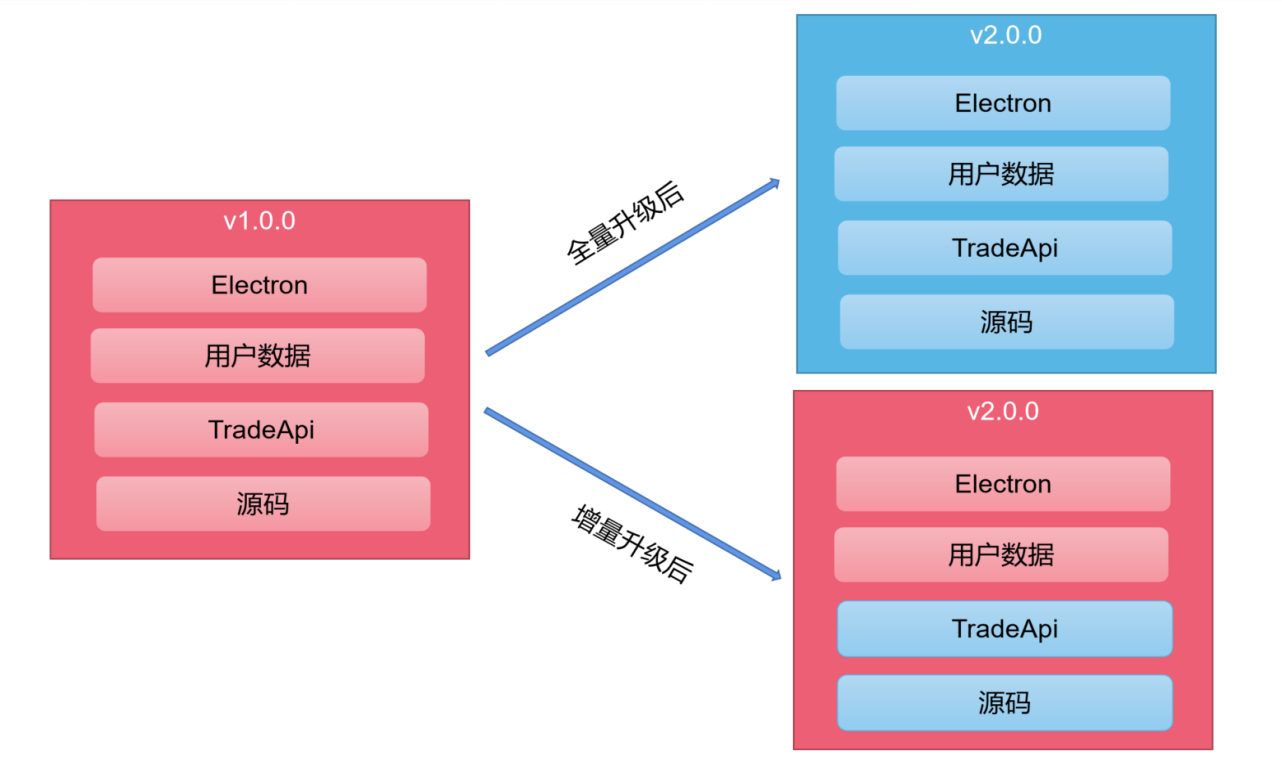 v1.0.0
Electron
用户数据
TradeApi
源码
全量升级后
增量升级后
v2.0.0
Electron
用户数据
TradeApi
源码
v2.0.0
Electron
用户数据
TradeApi
源码